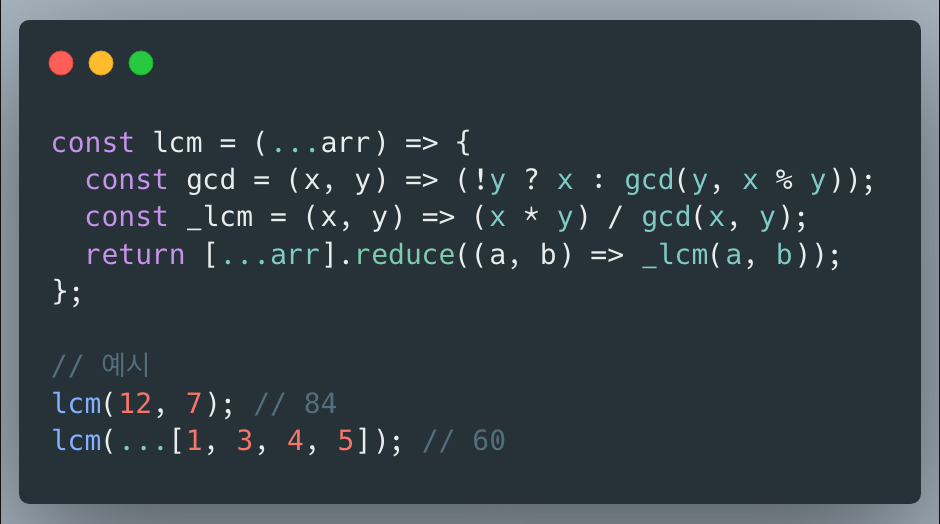 const lcm = (...arr) => {
  const gcd = (x, y) => (!y ? x : gcd(y, x % y));
  const _lcm = (x, y) => (x * y) / gcd(x, y);
  return [...arr].reduce((a, b) => _lcm(a, b));
};

// 예시
lcm(12, 7); // 84
lcm(...[1, 3, 4, 5]); // 60